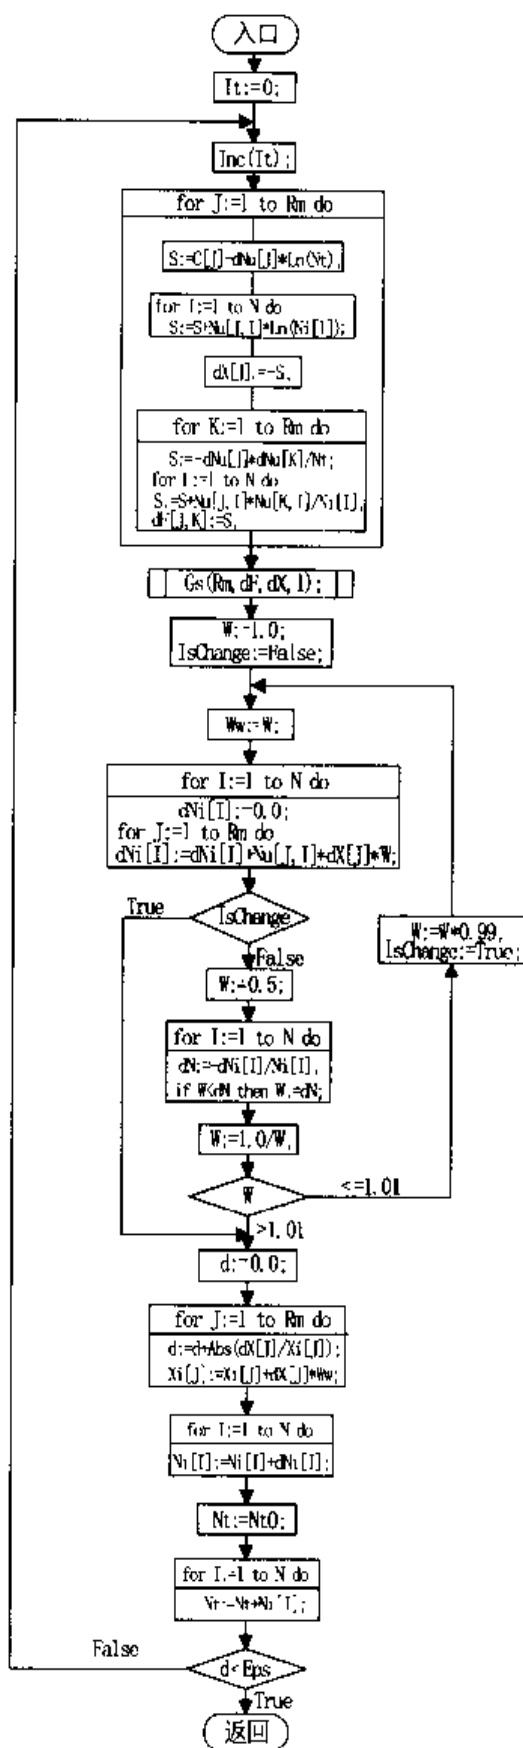 入口
It:=0;
Inc(It);
for J:=1 to Rm do
S:=C[J]-dNu[J]*Ln(Nt);
for I:=1 to N do
S:=S+Nu[J,I]*Ln(Ni[I]);
dX[J]:=-S;
for K:=1 to Rm do
S:=-dNu[J]*dNu[K]/Nt;
for I:=1 to N do
S:=S+Nu[J,I]*Nu[K,I]/Ni[I];
dF[J,K]:=S;
Gs(Rm,dF,dX,1);
W:=1.0;
IsChange:=False;
Ww:=W;
for I:=1 to N do
dNi[I]:=0.0;
for J:=1 to Rm do
dNi[I]:=dNi[I]+Nu[J,I]*dX[J]*W;
True
IsChange
W:=W*0.99;
IsChange:=True;
False
W:=0.5;
for I:=1 to N do
dN:=-dNi[I]/Ni[I];
if W<dN then W:=dN;
W:=1.0/W;
W
<=1.01
>1.01
d:=0.0;
for J:=1 to Rm do
d:=d+Abs(dX[J]/Xi[J]);
Xi[J]:=Xi[J]+dX[J]*Ww;
for I:=1 to N do
Ni[I]:=Ni[I]+dNi[I];
Nt:=Nt0;
for I:=1 to N do
Nt:=Nt+Ni[I];
False
d<Eps
True
返回